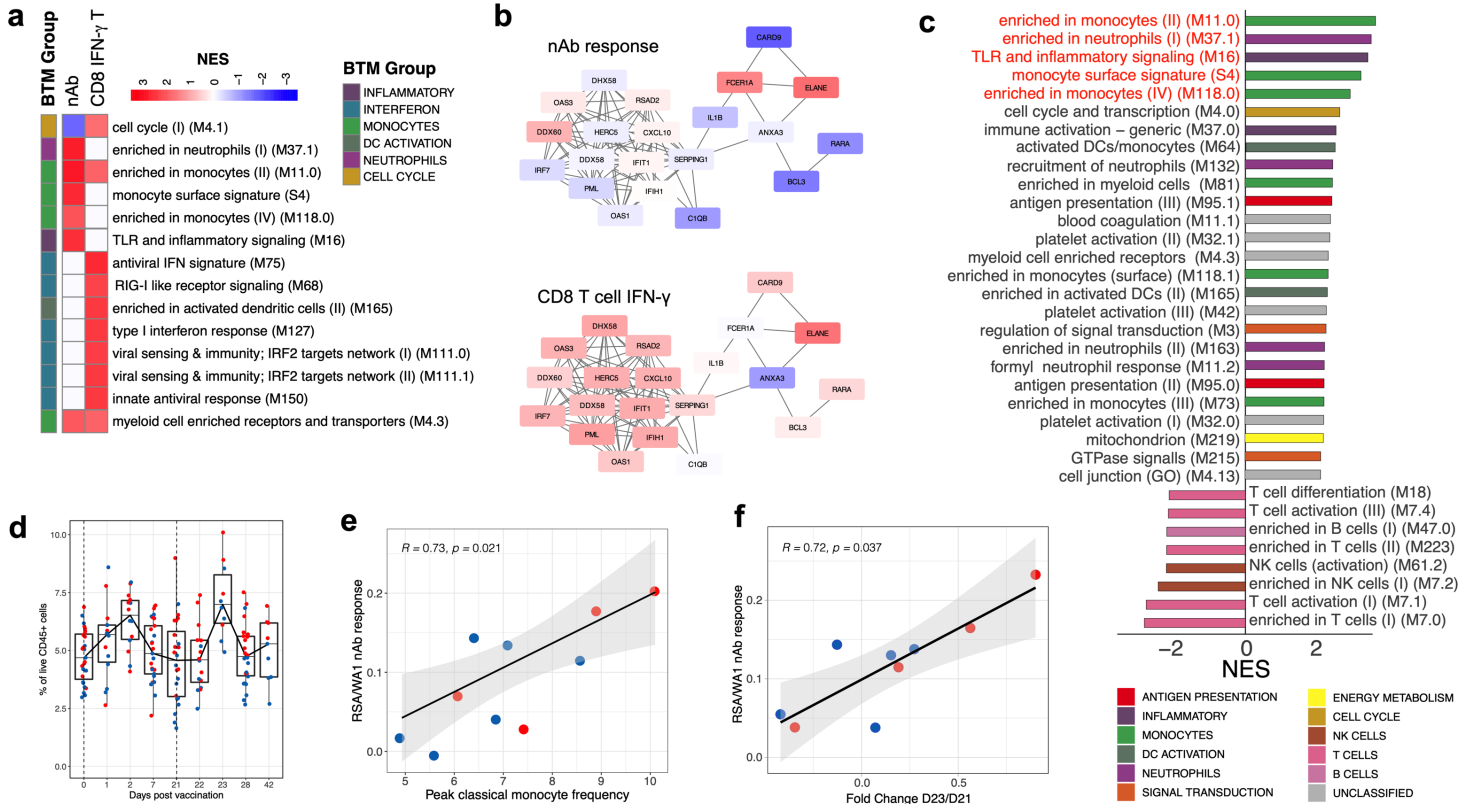 a
BTM Group
nAb
CD8 IFN-γ T
NES
3
2
1
0
−1
−2
−3
BTM Group
INFLAMMATORY
INTERFERON
MONOCYTES
DC ACTIVATION
NEUTROPHILS
CELL CYCLE
cell cycle (I) (M4.1)
enriched in neutrophils (I) (M37.1)
enriched in monocytes (II) (M11.0)
monocyte surface signature (S4)
enriched in monocytes (IV) (M118.0)
TLR and inflammatory signaling (M16)
antiviral IFN signature (M75)
RIG-I like receptor signaling (M68)
enriched in activated dendritic cells (II) (M165)
type I interferon response (M127)
viral sensing & immunity; IRF2 targets network (I) (M111.0)
viral sensing & immunity; IRF2 targets network (II) (M111.1)
innate antiviral response (M150)
myeloid cell enriched receptors and transporters (M4.3)
b
nAb response
CARD9
DHX58
FCER1A
ELANE
OAS3
RSAD2
IL1B
DDX60
HERC5
CXCL10
ANXA3
RARA
DDX58
IFIT1
SERPING1
IRF7
PML
IFIH1
BCL3
OAS1
C1QB
CD8 T cell IFN-γ
CARD9
DHX58
FCER1A
ELANE
OAS3
RSAD2
IL1B
DDX60
HERC5
CXCL10
ANXA3
RARA
DDX58
IFIT1
SERPING1
IRF7
PML
IFIH1
BCL3
OAS1
C1QB
c
enriched in monocytes (II) (M11.0)
enriched in neutrophils (I) (M37.1)
TLR and inflammatory signaling (M16)
monocyte surface signature (S4)
enriched in monocytes (IV) (M118.0)
cell cycle and transcription (M4.0)
immune activation − generic (M37.0)
activated DCs/monocytes (M64)
recruitment of neutrophils (M132)
enriched in myeloid cells (M81)
antigen presentation (III) (M95.1)
blood coagulation (M11.1)
platelet activation (II) (M32.1)
myeloid cell enriched receptors (M4.3)
enriched in monocytes (surface) (M118.1)
enriched in activated DCs (II) (M165)
platelet activation (III) (M42)
regulation of signal transduction (M3)
enriched in neutrophils (II) (M163)
formyl neutrophil response (M11.2)
antigen presentation (II) (M95.0)
enriched in monocytes (III) (M73)
platelet activation (I) (M32.0)
mitochondrion (M219)
GTPase signalls (M215)
cell junction (GO) (M4.13)
T cell differentiation (M18)
T cell activation (III) (M7.4)
enriched in B cells (I) (M47.0)
enriched in T cells (II) (M223)
NK cells (activation) (M61.2)
enriched in NK cells (I) (M7.2)
T cell activation (I) (M7.1)
enriched in T cells (I) (M7.0)
−2
0
2
NES
ANTIGEN PRESENTATION
INFLAMMATORY
MONOCYTES
DC ACTIVATION
NEUTROPHILS
SIGNAL TRANSDUCTION
ENERGY METABOLISM
CELL CYCLE
NK CELLS
T CELLS
B CELLS
UNCLASSIFIED
d
% of live CD45+ cells
10.0
7.5
5.0
2.5
0.0
0
1
2
7
21
22
23
28
42
Days post vaccination
e
R = 0.73, p = 0.021
RSA/WA1 nAb response
0.2
0.1
0.0
5
6
7
8
9
10
Peak classical monocyte frequency
f
R = 0.72, p = 0.037
RSA/WA1 nAb response
0.2
0.1
0.0
0.0
0.5
Fold Change D23/D21